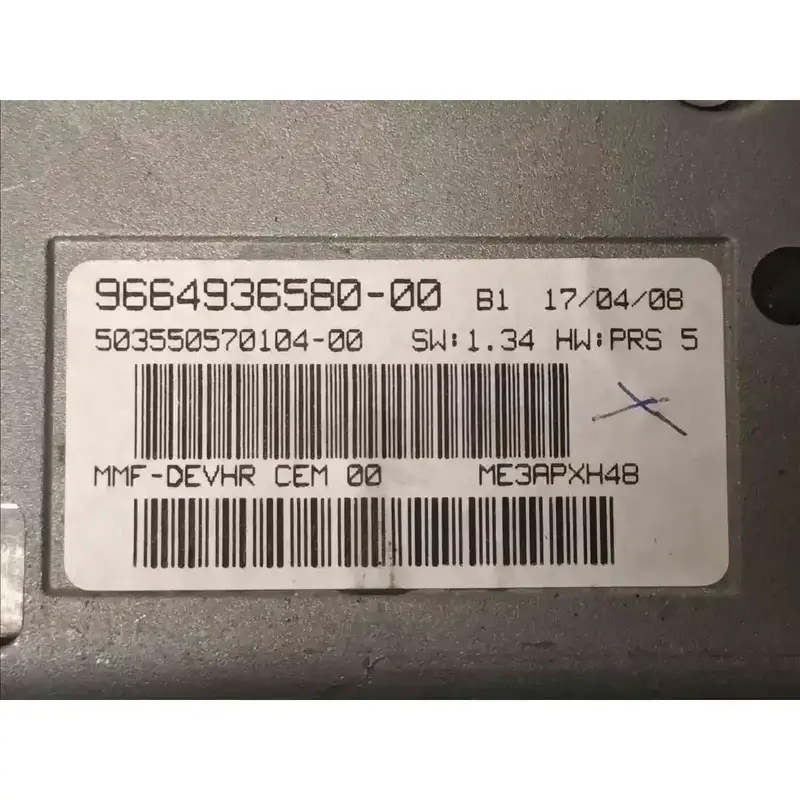 9664936580-00 B1 17/04/08
503550570104-00 SW:1.34 HW:PRS 5
MMF-DEVHR CEM 00 ME3APXH48